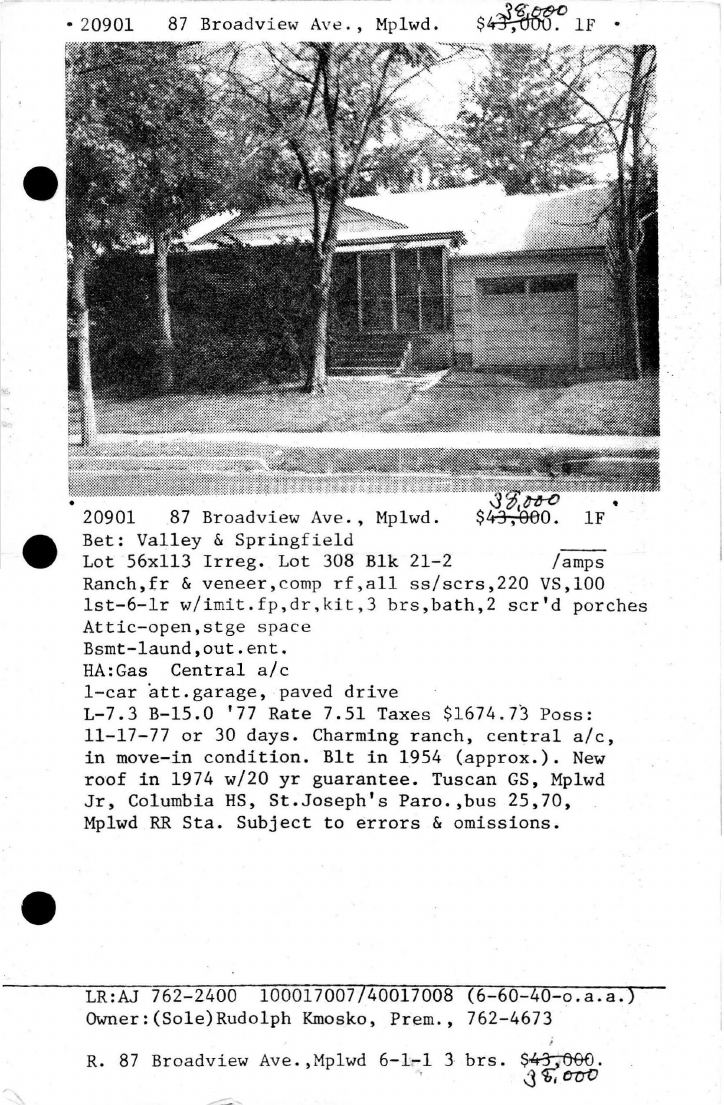 38,000
• 20901 87 Broadview Ave., Mplwd. $43,000. 1F •
38,000
20901 87 Broadview Ave., Mplwd. $43,000. 1F
Bet: Valley & Springfield
Lot 56x113 Irreg. Lot 308 Blk 21-2 /amps
Ranch,fr & veneer,comp rf,all ss/scrs,220 VS,100
1st-6-lr w/imit.fp,dr,kit,3 brs,bath,2 scr'd porches
Attic-open,stge space
Bsmt-laund,out.ent.
HA:Gas Central a/c
1-car att.garage, paved drive
L-7.3 B-15.0 '77 Rate 7.51 Taxes $1674.73 Poss:
11-17-77 or 30 days. Charming ranch, central a/c,
in move-in condition. Blt in 1954 (approx.). New
roof in 1974 w/20 yr guarantee. Tuscan GS, Mplwd
Jr, Columbia HS, St.Joseph's Paro.,bus 25,70,
Mplwd RR Sta. Subject to errors & omissions.
LR:AJ 762-2400 100017007/40017008 (6-60-40-o.a.a.)
Owner:(Sole)Rudolph Kmosko, Prem., 762-4673
R. 87 Broadview Ave.,Mplwd 6-1-1 3 brs. $43,000.
38,000